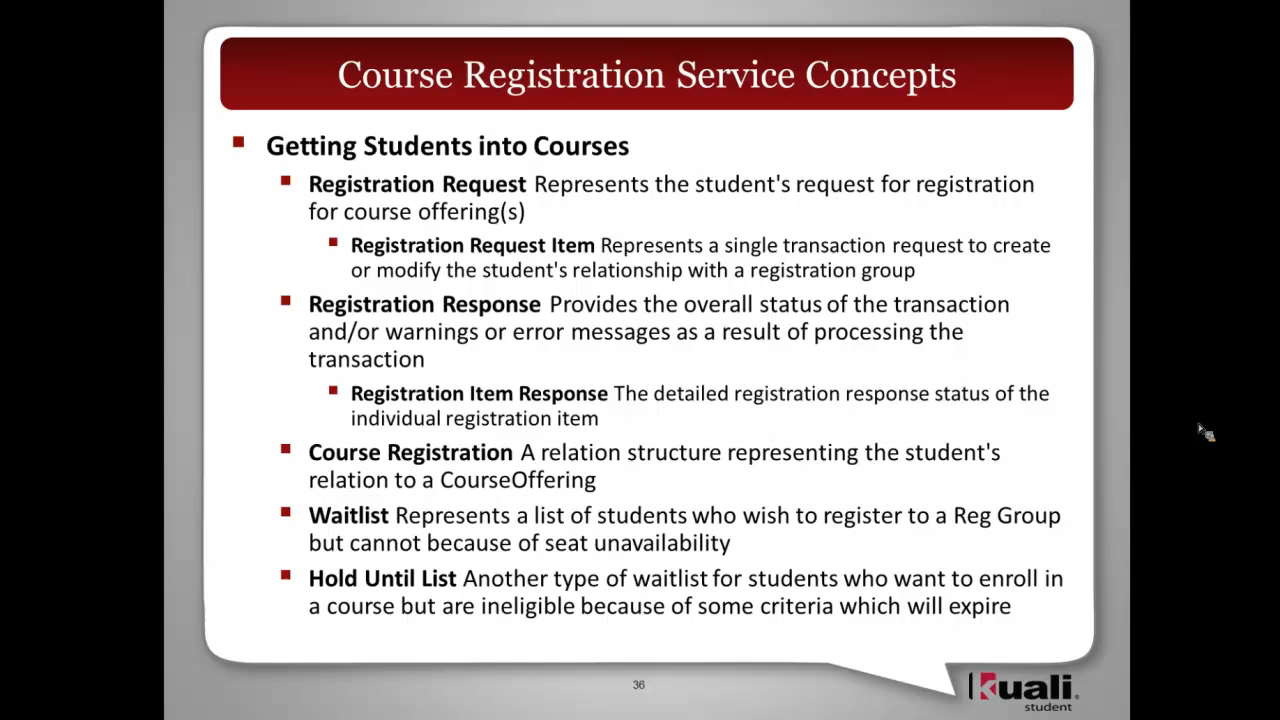 Course Registration Service Concepts
Getting Students into Courses
Registration Request Represents the student's request for registration
for course offering(s)
Registration Request Item Represents a single transaction request to create
or modify the student's relationship with a registration group
Registration Response Provides the overall status of the transaction
and/or warnings or error messages as a result of processing the
transaction
Registration Item Response The detailed registration response status of the
individual registration item
Course Registration A relation structure representing the student's
relation to a CourseOffering
Waitlist Represents a list of students who wish to register to a Reg Group
but cannot because of seat unavailability
Hold Until List Another type of waitlist for students who want to enroll in
a course but are ineligible because of some criteria which will expire
36
kuali
student